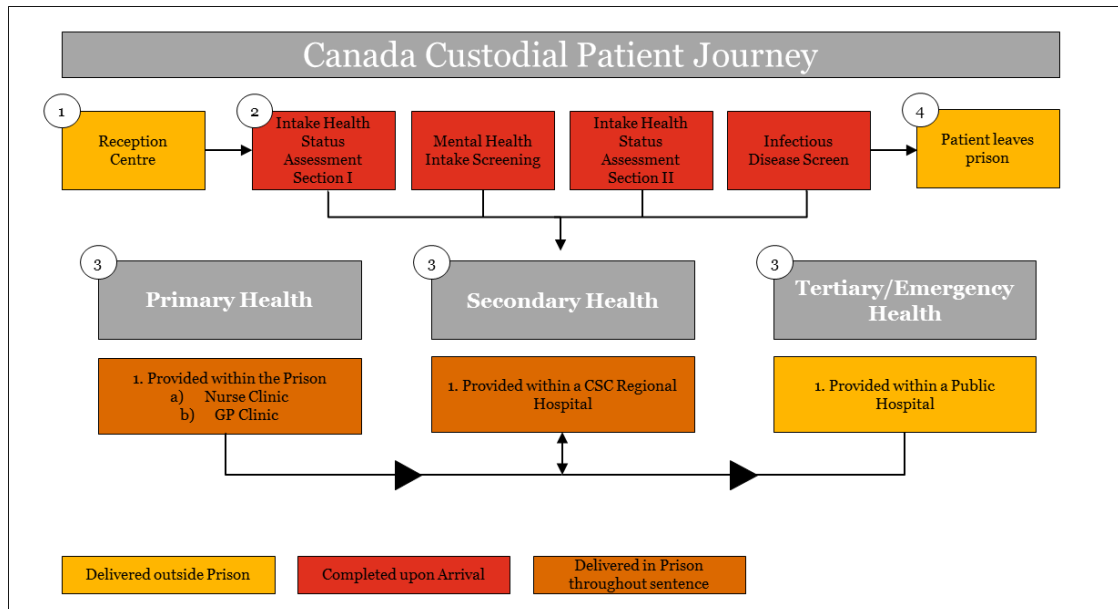 Canada Custodial Patient Journey
1
Reception
Centre
2
Intake Health
Status
Assessment
Section I
Mental Health
Intake Screening
Intake Health
Status
Assessment
Section II
Infectious
Disease Screen
4
Patient leaves
prison
3
Primary Health
3
Secondary Health
3
Tertiary/Emergency
Health
1. Provided within the Prison
a) Nurse Clinic
b) GP Clinic
1. Provided within a CSC Regional
Hospital
1. Provided within a Public
Hospital
Delivered outside Prison
Completed upon Arrival
Delivered in Prison
throughout sentence